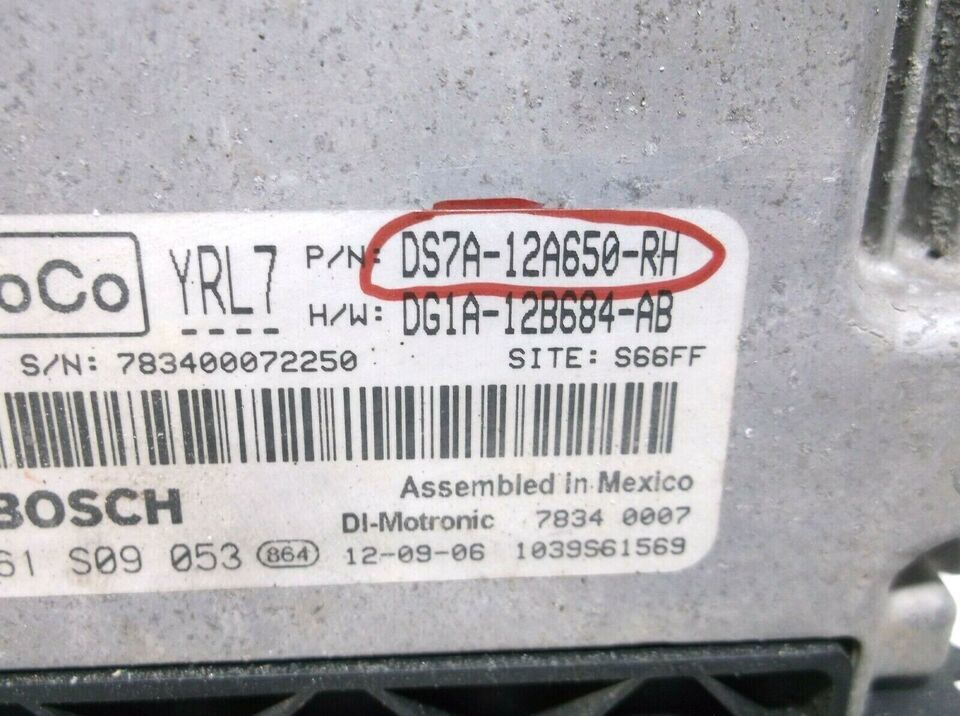 oCo
YRL7
P/N: DS7A-12A650-RH
H/W: DG1A-12B684-AB
S/N: 783400072250 SITE: S66FF
Assembled in Mexico
BOSCH
DI-Motronic 7834 0007
61 S09 053 864 12-09-06 1039S61569